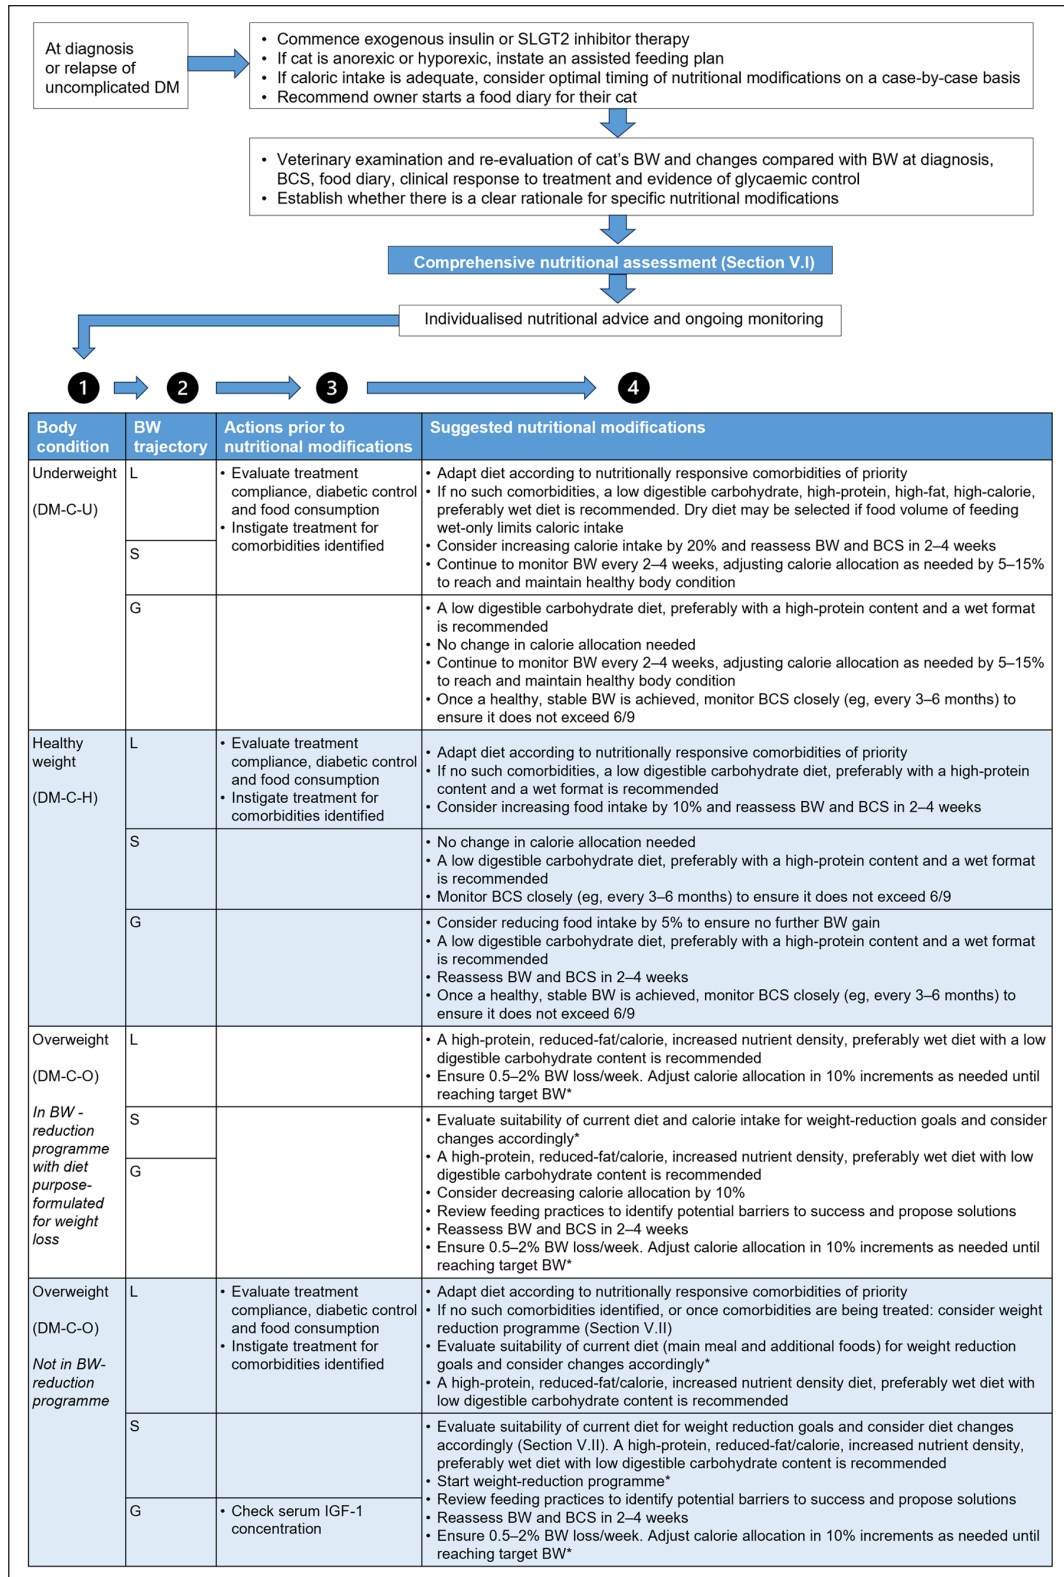 At diagnosis
or relapse of
uncomplicated DM
• Commence exogenous insulin or SLGT2 inhibitor therapy
• If cat is anorexic or hyporexic, instate an assisted feeding plan
• If caloric intake is adequate, consider optimal timing of nutritional modifications on a case-by-case basis
• Recommend owner starts a food diary for their cat
• Veterinary examination and re-evaluation of cat's BW and changes compared with BW at diagnosis,
BCS, food diary, clinical response to treatment and evidence of glycaemic control
• Establish whether there is a clear rationale for specific nutritional modifications
Comprehensive nutritional assessment (Section V.I)
Individualised nutritional advice and ongoing monitoring
1
2
3
4
Body
condition
BW
trajectory
Actions prior to
nutritional modifications
Suggested nutritional modifications
Underweight
(DM-C-U)
L
S
• Evaluate treatment
compliance, diabetic control
and food consumption
• Instigate treatment for
comorbidities identified
• Adapt diet according to nutritionally responsive comorbidities of priority
• If no such comorbidities, a low digestible carbohydrate, high-protein, high-fat, high-calorie,
preferably wet diet is recommended. Dry diet may be selected if food volume of feeding
wet-only limits caloric intake
• Consider increasing calorie intake by 20% and reassess BW and BCS in 2–4 weeks
• Continue to monitor BW every 2–4 weeks, adjusting calorie allocation as needed by 5–15%
to reach and maintain healthy body condition
G
• A low digestible carbohydrate diet, preferably with a high-protein content and a wet format
is recommended
• No change in calorie allocation needed
• Continue to monitor BW every 2–4 weeks, adjusting calorie allocation as needed by 5–15%
to reach and maintain healthy body condition
• Once a healthy, stable BW is achieved, monitor BCS closely (eg, every 3–6 months) to
ensure it does not exceed 6/9
Healthy
weight
(DM-C-H)
L
• Evaluate treatment
compliance, diabetic control
and food consumption
• Instigate treatment for
comorbidities identified
• Adapt diet according to nutritionally responsive comorbidities of priority
• If no such comorbidities, a low digestible carbohydrate diet, preferably with a high-protein
content and a wet format is recommended
• Consider increasing food intake by 10% and reassess BW and BCS in 2–4 weeks
S
• No change in calorie allocation needed
• A low digestible carbohydrate diet, preferably with a high-protein content and a wet format
is recommended
• Monitor BCS closely (eg, every 3–6 months) to ensure it does not exceed 6/9
G
• Consider reducing food intake by 5% to ensure no further BW gain
• A low digestible carbohydrate diet, preferably with a high-protein content and a wet format
is recommended
• Reassess BW and BCS in 2–4 weeks
• Once a healthy, stable BW is achieved, monitor BCS closely (eg, every 3–6 months) to
ensure it does not exceed 6/9
Overweight
(DM-C-O)
In BW -
reduction
programme
with diet
purpose-
formulated
for weight
loss
L
• A high-protein, reduced-fat/calorie, increased nutrient density, preferably wet diet with a low
digestible carbohydrate content is recommended
• Ensure 0.5–2% BW loss/week. Adjust calorie allocation in 10% increments as needed until
reaching target BW*
S
G
• Evaluate suitability of current diet and calorie intake for weight-reduction goals and consider
changes accordingly*
• A high-protein, reduced-fat/calorie, increased nutrient density, preferably wet diet with low
digestible carbohydrate content is recommended
• Consider decreasing calorie allocation by 10%
• Review feeding practices to identify potential barriers to success and propose solutions
• Reassess BW and BCS in 2–4 weeks
• Ensure 0.5–2% BW loss/week. Adjust calorie allocation in 10% increments as needed until
reaching target BW*
Overweight
(DM-C-O)
Not in BW-
reduction
programme
L
• Evaluate treatment
compliance, diabetic control
and food consumption
• Instigate treatment for
comorbidities identified
• Adapt diet according to nutritionally responsive comorbidities of priority
• If no such comorbidities identified, or once comorbidities are being treated: consider weight
reduction programme (Section V.II)
• Evaluate suitability of current diet (main meal and additional foods) for weight reduction
goals and consider changes accordingly*
• A high-protein, reduced-fat/calorie, increased nutrient density diet, preferably wet diet with
low digestible carbohydrate content is recommended
S
• Evaluate suitability of current diet for weight reduction goals and consider diet changes
accordingly (Section V.II). A high-protein, reduced-fat/calorie, increased nutrient density,
preferably wet diet with low digestible carbohydrate content is recommended
• Start weight-reduction programme*
• Review feeding practices to identify potential barriers to success and propose solutions
• Reassess BW and BCS in 2–4 weeks
• Ensure 0.5–2% BW loss/week. Adjust calorie allocation in 10% increments as needed until
reaching target BW*
G
• Check serum IGF-1
concentration